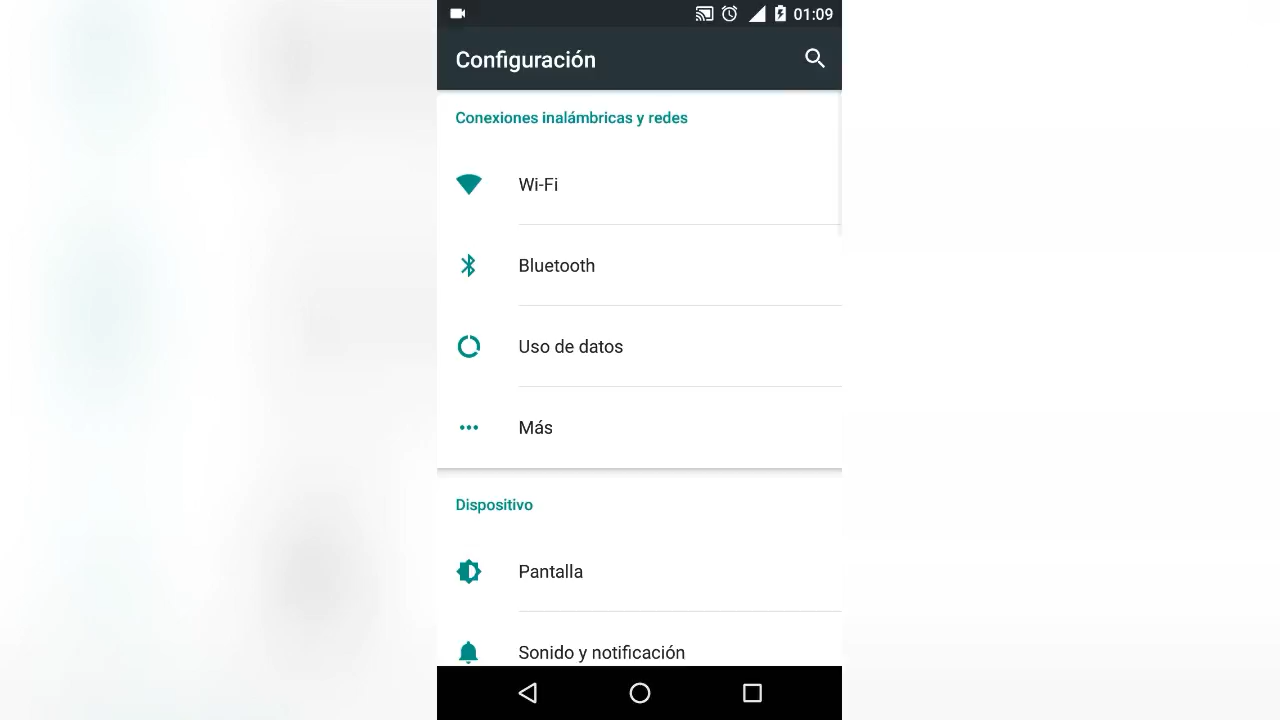 01:09
Configuración
Conexiones inalámbricas y redes
Wi-Fi
Bluetooth
Uso de datos
Más
Dispositivo
Pantalla
Sonido y notificación